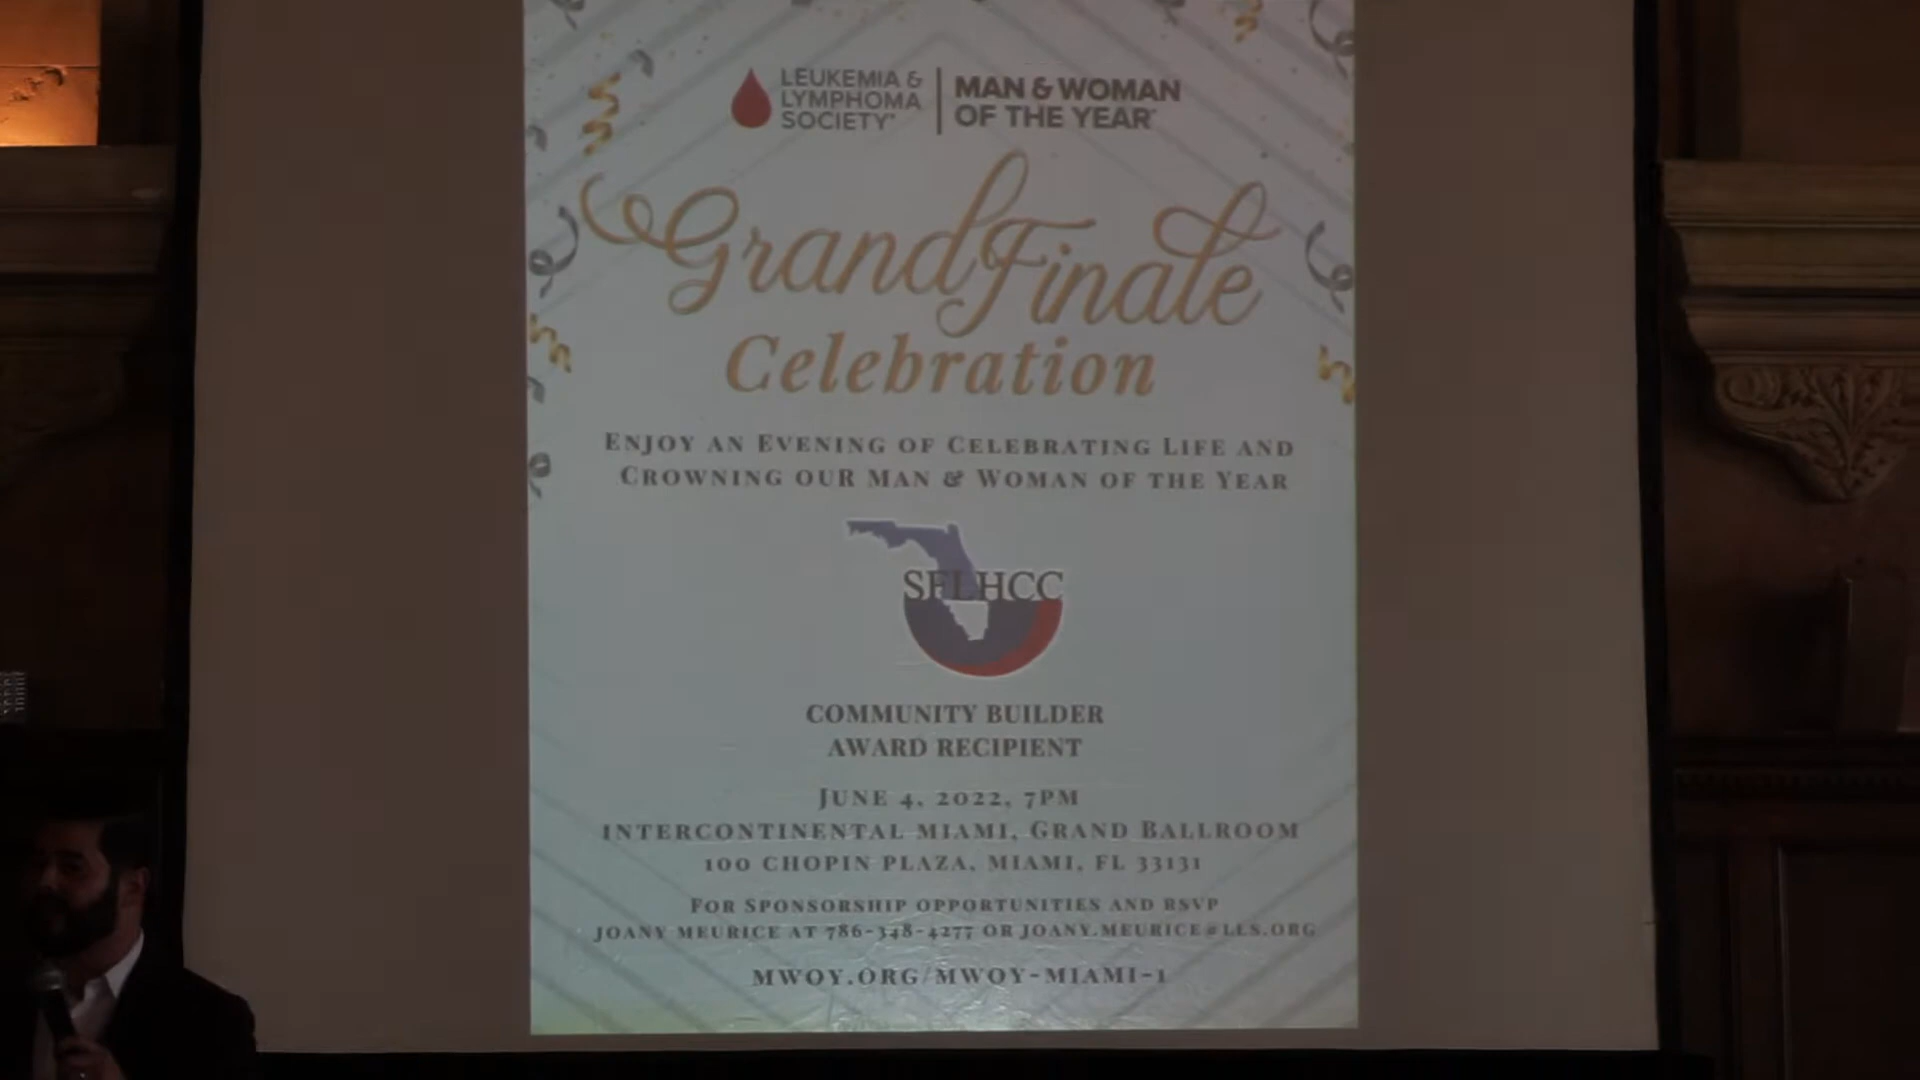 LEUKEMIA &
LYMPHOMA
SOCIETY®
MAN & WOMAN
OF THE YEAR®
Grand Finale
Celebration
ENJOY AN EVENING OF CELEBRATING LIFE AND
CROWNING OUR MAN & WOMAN OF THE YEAR
SFLHCC
COMMUNITY BUILDER
AWARD RECIPIENT
JUNE 4, 2022, 7PM
INTERCONTINENTAL MIAMI, GRAND BALLROOM
100 CHOPIN PLAZA, MIAMI, FL 33131
FOR SPONSORSHIP OPPORTUNITIES AND RSVP
JOANY MEURICE AT 786-348-4277 OR JOANY.MEURICE@LLS.ORG
MWOY.ORG/MWOY-MIAMI-1